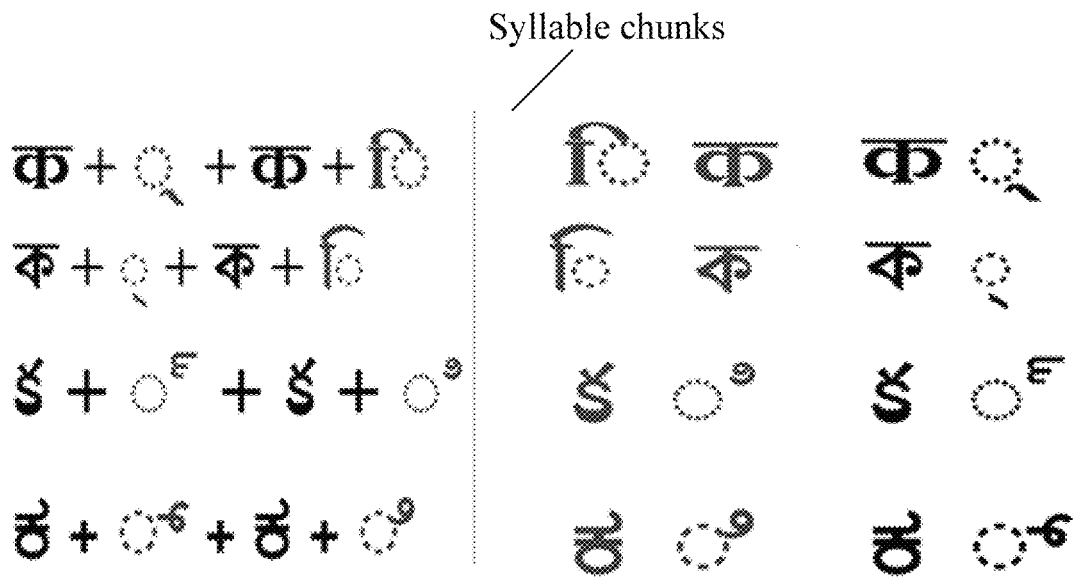 Syllable chunks
क + ् + क + ि ि क क ्
ক + ্ + ক + ি ি ক ক ্
క + ్ + క + ి క ి క ్
ಕ + ್ + ಕ + ಿ ಕ ಿ ಕ ್